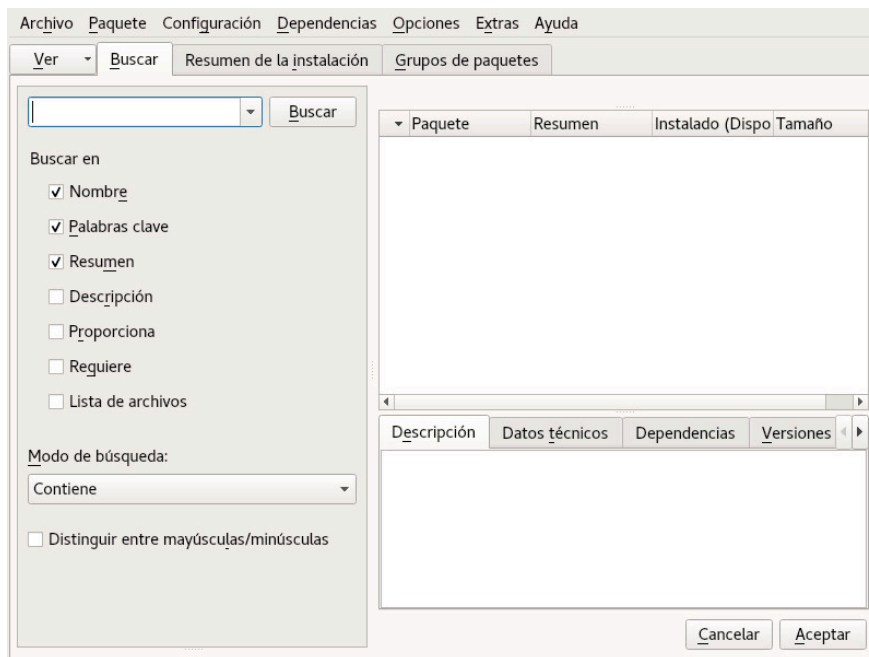 Archivo Paquete Configuración Dependencias Opciones Extras Ayuda
Ver Buscar Resumen de la instalación Grupos de paquetes
Buscar
Paquete Resumen Instalado (Dispo Tamaño
Buscar en
Nombre
Palabras clave
Resumen
Descripción
Proporciona
Requiere
Lista de archivos
Descripción Datos técnicos Dependencias Versiones
Modo de búsqueda:
Contiene
Distinguir entre mayúsculas/minúsculas
Cancelar Aceptar